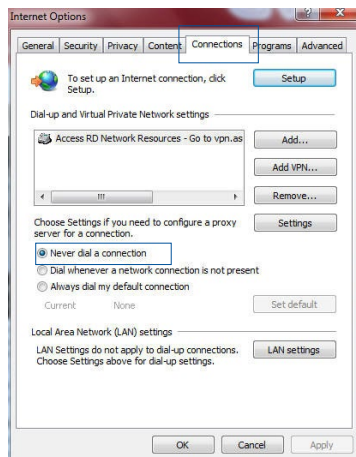 Internet Options
General Security Privacy Content Connections Programs Advanced
To set up an Internet connection, click
Setup.
Setup
Dial-up and Virtual Private Network settings
Access RD Network Resources - Go to vpn.as
Add...
Add VPN...
Remove...
Choose Settings if you need to configure a proxy
server for a connection.
Settings
Never dial a connection
Dial whenever a network connection is not present
Always dial my default connection
Current None
Set default
Local Area Network (LAN) settings
LAN Settings do not apply to dial-up connections.
Choose Settings above for dial-up settings.
LAN settings
OK Cancel Apply